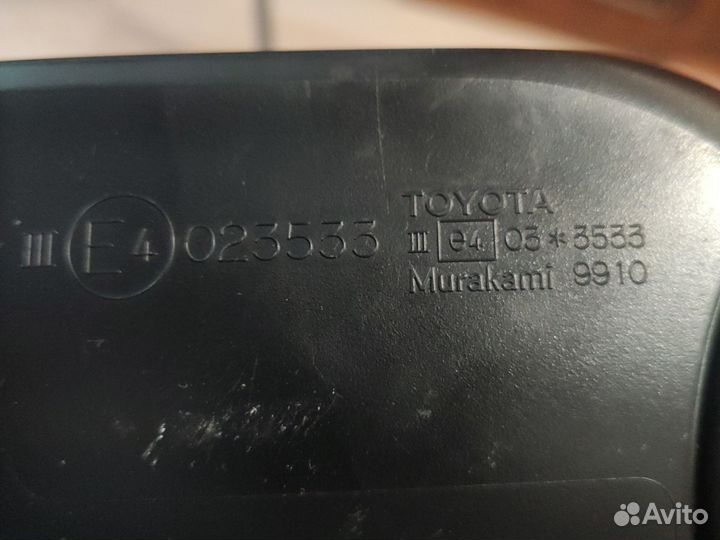 III E4 023533
TOYOTA
III e4 03*3533
Murakami 9910
Avito